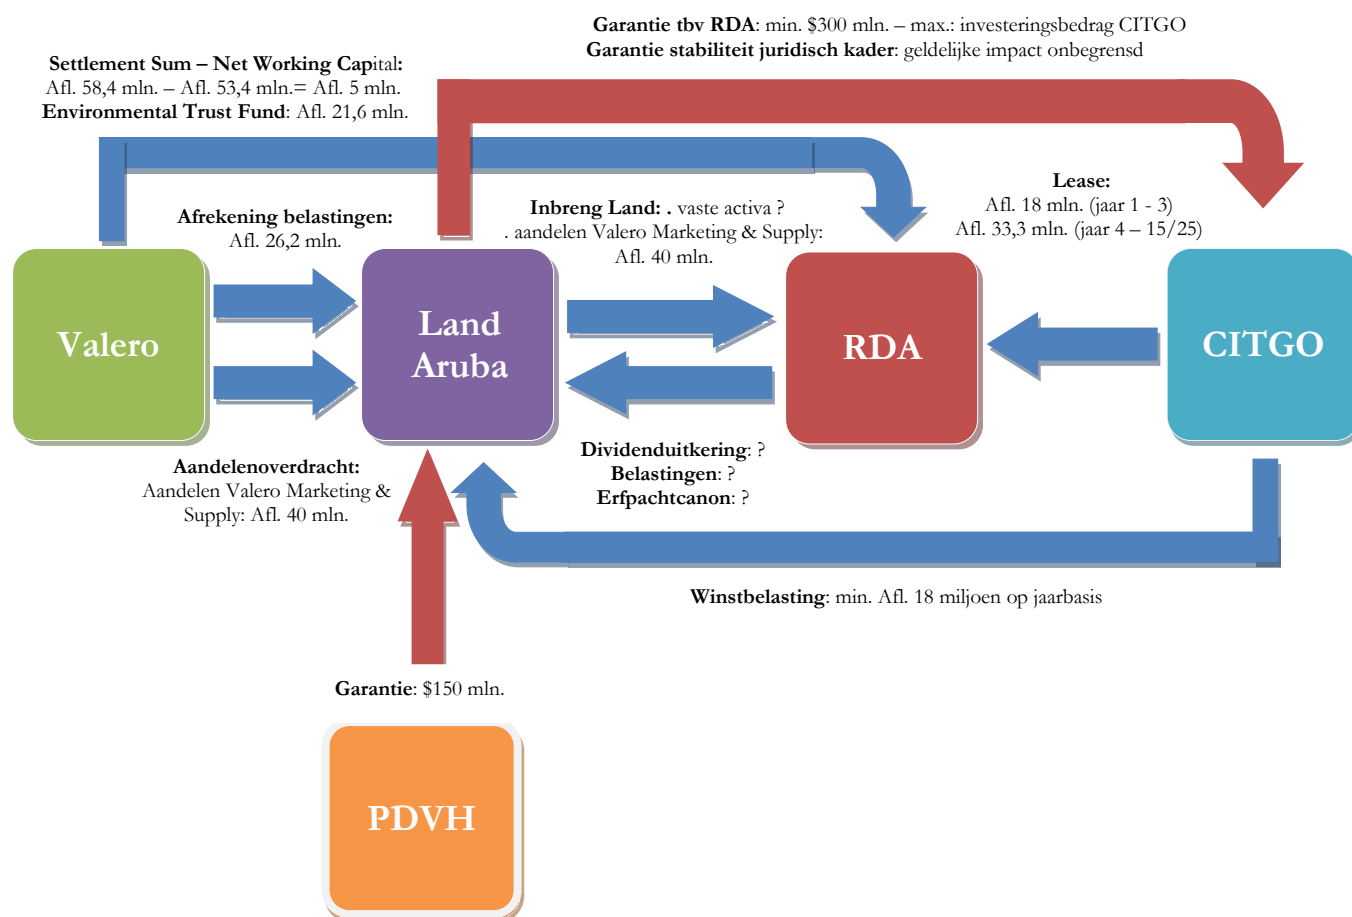 Garantie tbv RDA: min. $300 mln. – max.: investeringsbedrag CITGO
Garantie stabiliteit juridisch kader: geldelijke impact onbegrensd
Settlement Sum – Net Working Capital:
Afl. 58,4 mln. – Afl. 53,4 mln.= Afl. 5 mln.
Environmental Trust Fund: Afl. 21,6 mln.
Afrekening belastingen:
Afl. 26,2 mln.
Inbreng Land: . vaste activa ?
. aandelen Valero Marketing & Supply:
Afl. 40 mln.
Lease:
Afl. 18 mln. (jaar 1 - 3)
Afl. 33,3 mln. (jaar 4 – 15/25)
Valero
Land
Aruba
RDA
CITGO
Aandelenoverdracht:
Aandelen Valero Marketing &
Supply: Afl. 40 mln.
Dividenduitkering: ?
Belastingen: ?
Erfpachtcanon: ?
Winstbelasting: min. Afl. 18 miljoen op jaarbasis
Garantie: $150 mln.
PDVH